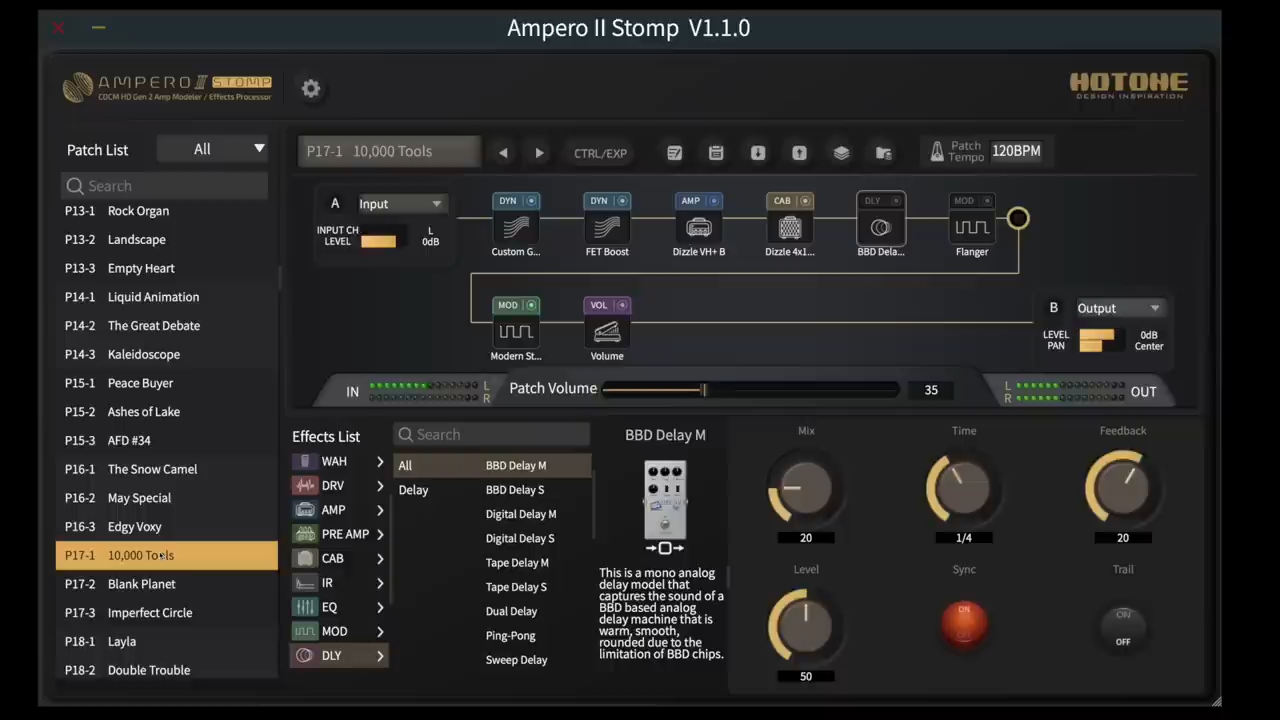 Ampero II Stomp V1.1.0
AMPERO II STOMP
CDCM HD Gen 2 Amp Modeler / Effects Processor
HOTONE
DESIGN INSPIRATION
Patch List
All
Search
P13-1 Rock Organ
P13-2 Landscape
P13-3 Empty Heart
P14-1 Liquid Animation
P14-2 The Great Debate
P14-3 Kaleidoscope
P15-1 Peace Buyer
P15-2 Ashes of Lake
P15-3 AFD #34
P16-1 The Snow Camel
P16-2 May Special
P16-3 Edgy Voxy
P17-1 10,000 Tools
P17-2 Blank Planet
P17-3 Imperfect Circle
P18-1 Layla
P18-2 Double Trouble
P17-1 10,000 Tools
CTRL/EXP
Patch
Tempo
120BPM
A
Input
INPUT CH
LEVEL
L
0dB
DYN
Custom G...
DYN
FET Boost
AMP
Dizzle VH+ B
CAB
Dizzle 4x1...
DLY
BBD Dela...
MOD
Flanger
MOD
Modern St...
VOL
Volume
B
Output
LEVEL
PAN
0dB
Center
IN
L
R
Patch Volume
35
L
R
OUT
Effects List
WAH
DRV
AMP
PRE AMP
CAB
IR
EQ
MOD
DLY
Search
All
Delay
BBD Delay M
BBD Delay S
Digital Delay M
Digital Delay S
Tape Delay M
Tape Delay S
Dual Delay
Ping-Pong
Sweep Delay
BBD Delay M
This is a mono analog
delay model that
captures the sound of a
BBD based analog
delay machine that is
warm, smooth,
rounded due to the
limitation of BBD chips.
Mix
20
Time
1/4
Feedback
20
Level
50
Sync
ON
OFF
Trail
ON
OFF